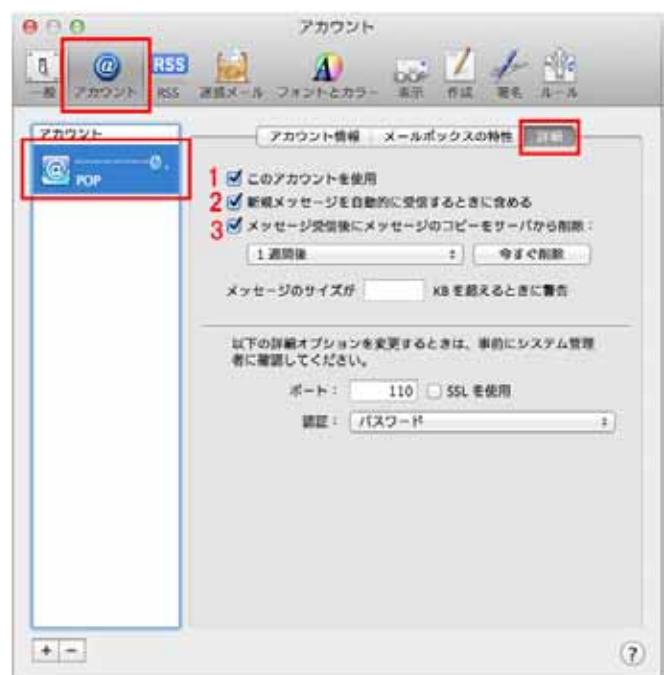 アカウント
一般 アカウント RSS 迷惑メール フォントとカラー 表示 作成 署名 ルール
RSS
アカウント
POP
アカウント情報 メールボックスの特性 詳細
1 このアカウントを使用
2 新規メッセージを自動的に受信するときに含める
3 メッセージ受信後にメッセージのコピーをサーバから削除：
1 週間後 今すぐ削除
メッセージのサイズが KB を超えるときに警告
以下の詳細オプションを変更するときは、事前にシステム管理
者に確認してください。
ポート： 110 SSL を使用
認証： パスワード
+ − ?